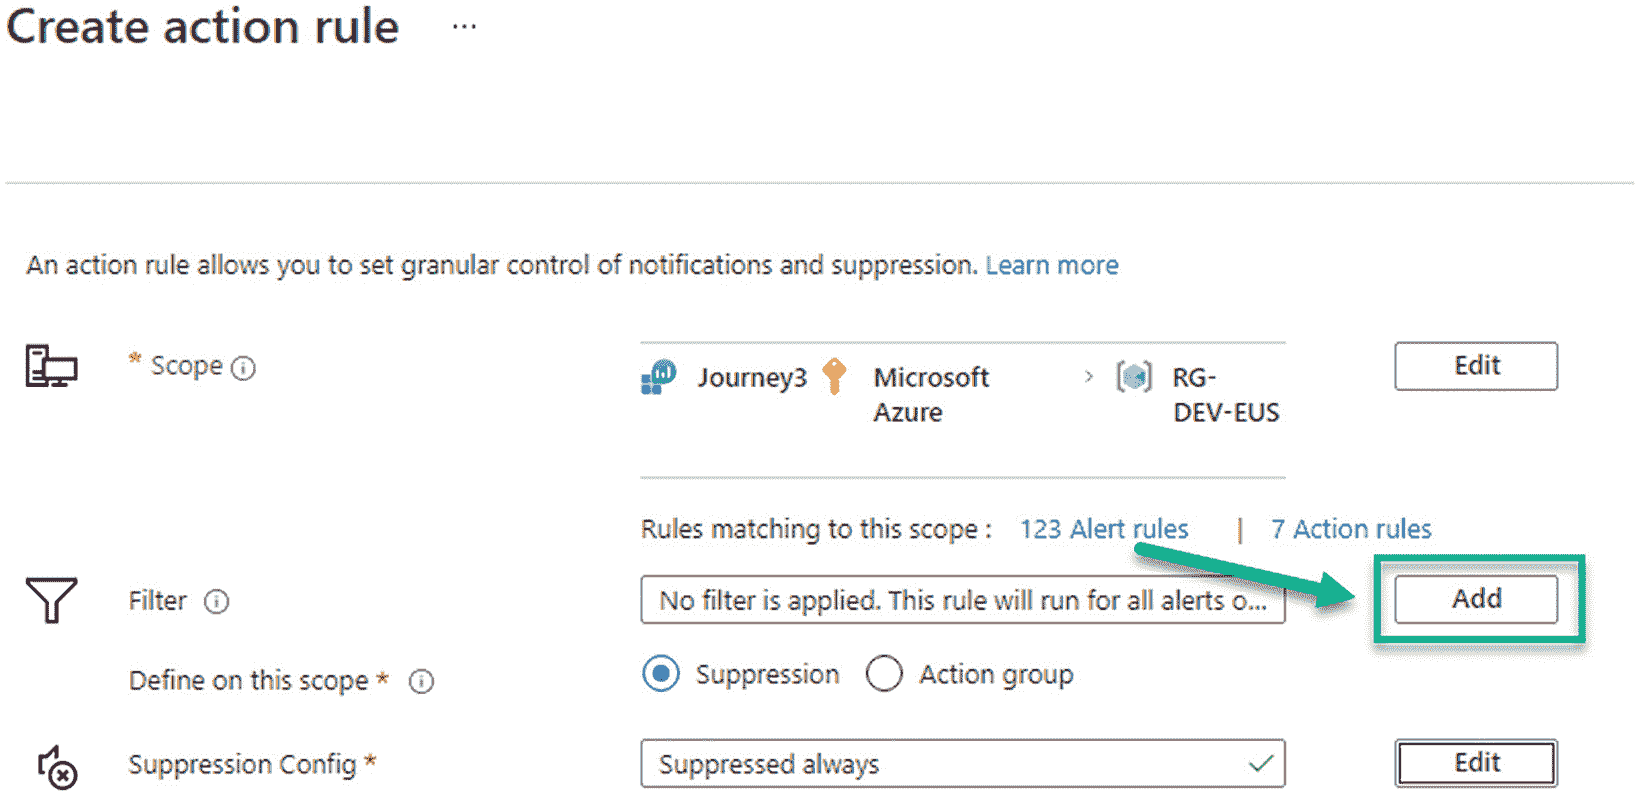 Create action rule ...
An action rule allows you to set granular control of notifications and suppression. Learn more
* Scope
Journey3 Microsoft Azure > RG-DEV-EUS
Edit
Rules matching to this scope : 123 Alert rules | 7 Action rules
Filter
No filter is applied. This rule will run for all alerts o...
Add
Define on this scope *
Suppression Action group
Suppression Config *
Suppressed always
Edit